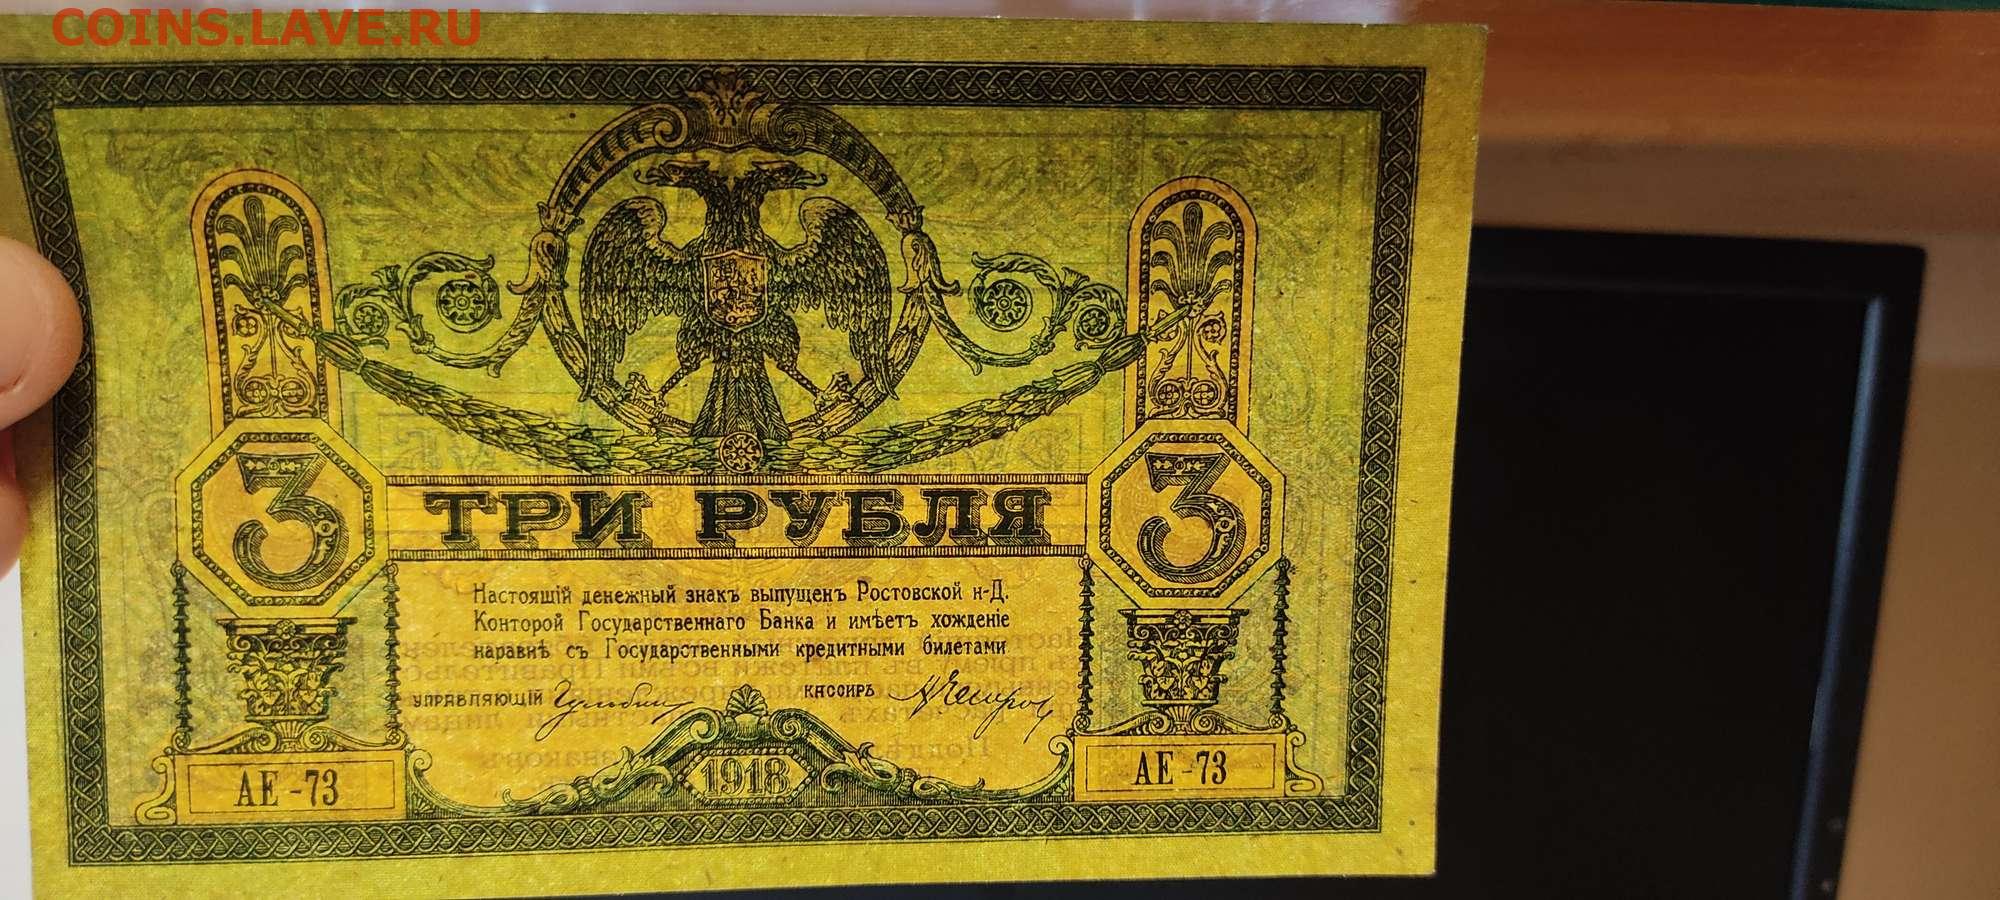 COINS.LAVE.RU
3 ТРИ РУБЛЯ 3
Настоящій денежный знакъ выпущенъ Ростовской н-Д.
Конторой Государственнаго Банка и имѣетъ хожденіе
наравнѣ съ Государственными кредитными билетами
УПРАВЛЯЮЩІЙ КАССИРЪ
1918
АЕ-73 АЕ-73